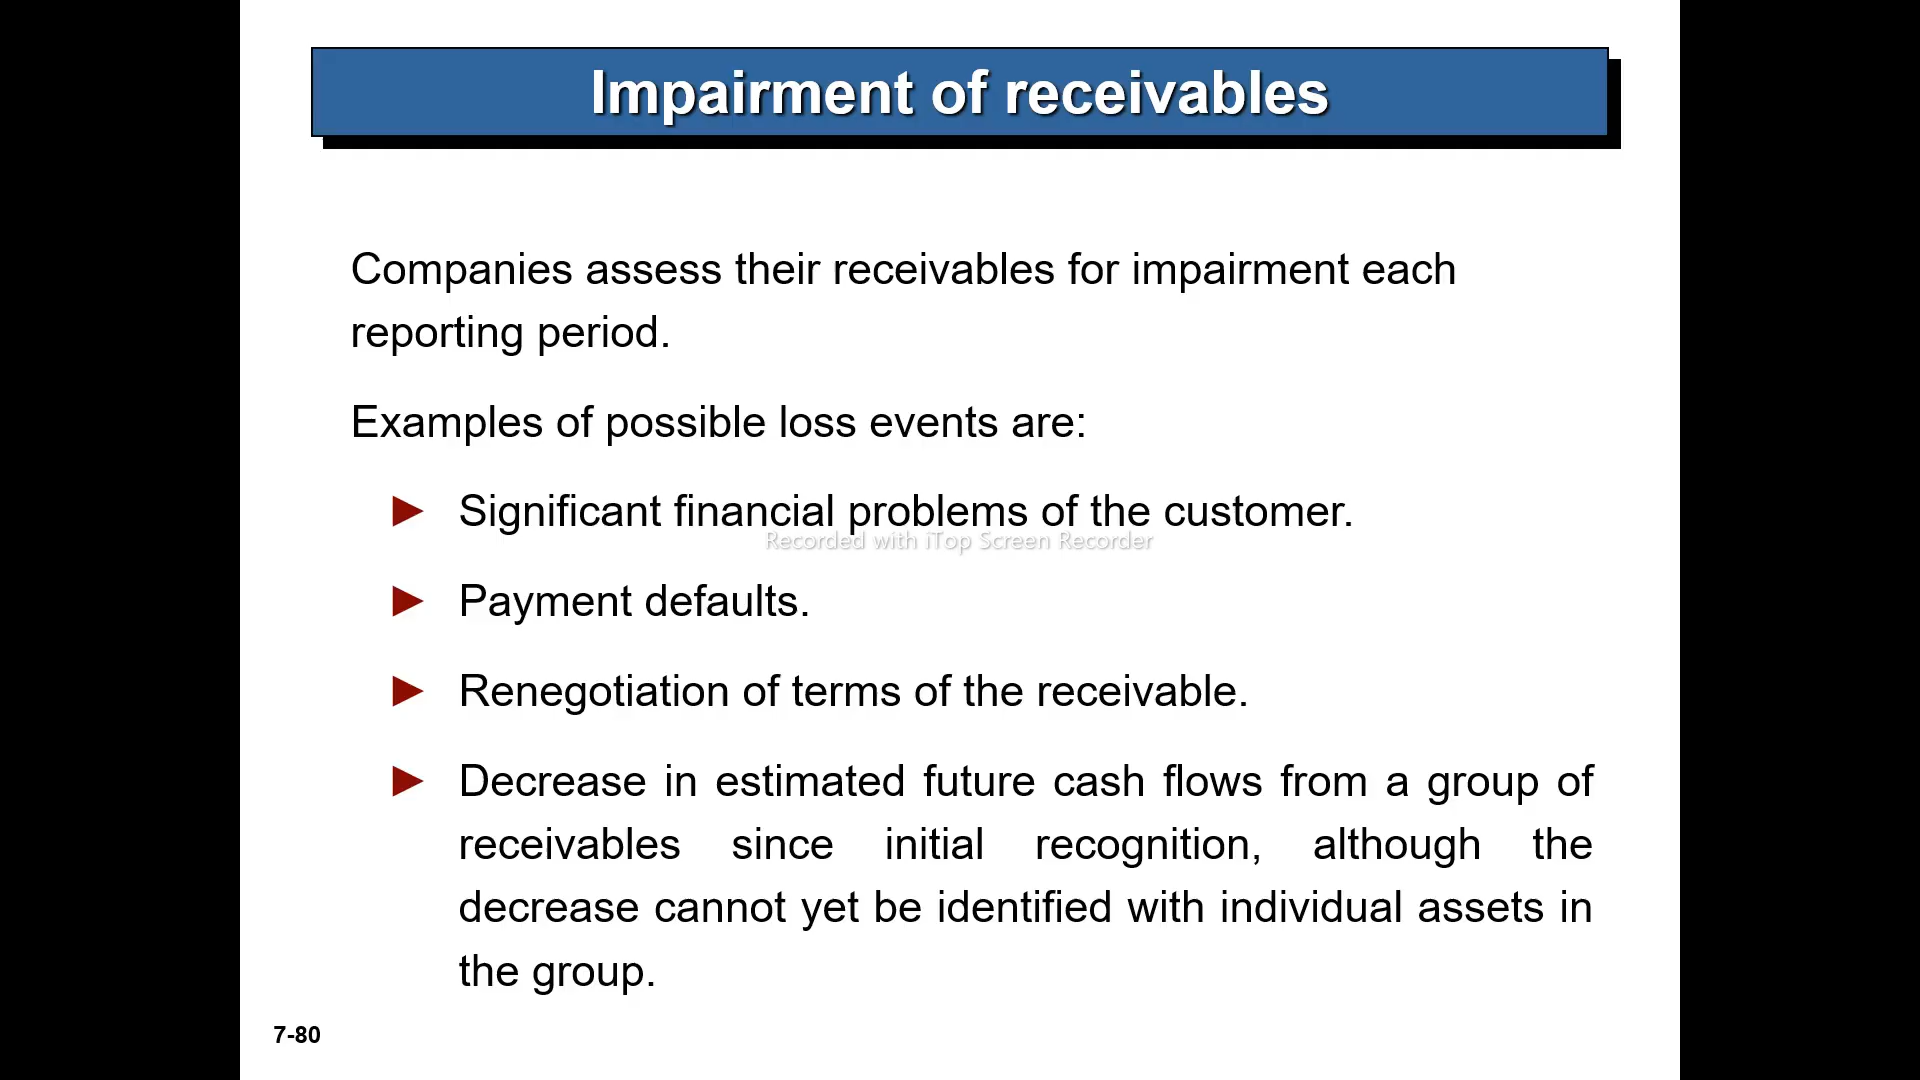 Impairment of receivables
Companies assess their receivables for impairment each
reporting period.
Examples of possible loss events are:
► Significant financial problems of the customer.
Recorded with iTop Screen Recorder
► Payment defaults.
► Renegotiation of terms of the receivable.
► Decrease in estimated future cash flows from a group of
receivables since initial recognition, although the
decrease cannot yet be identified with individual assets in
the group.
7-80